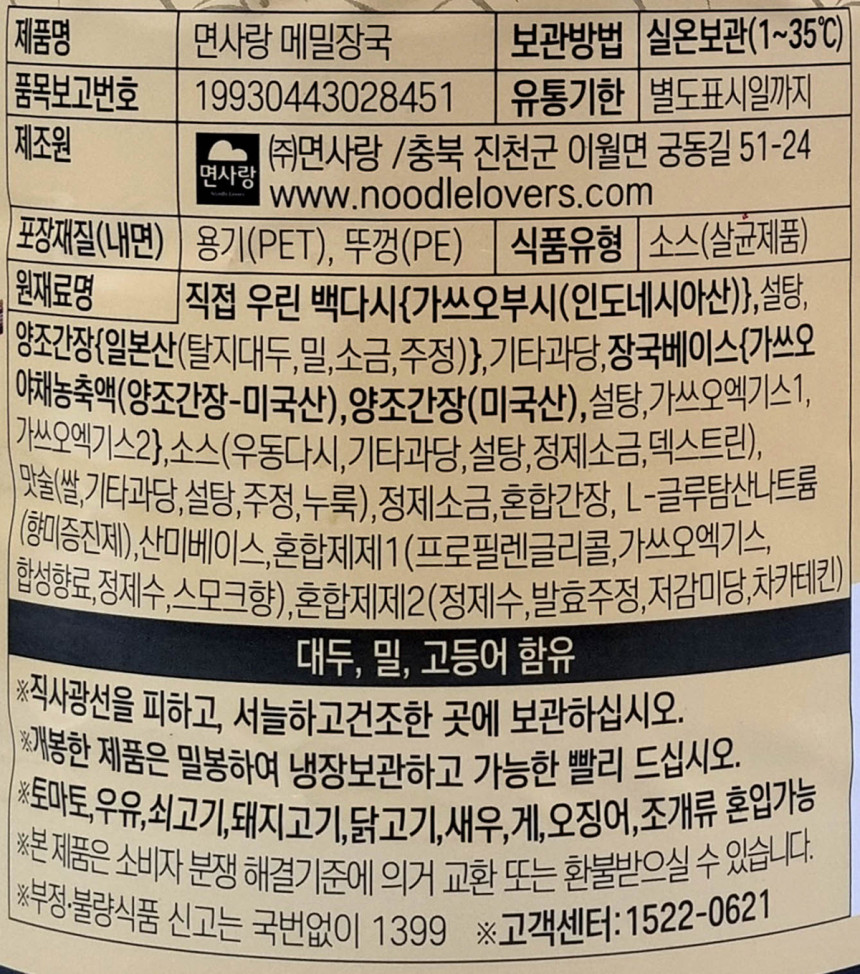 제품명 면사랑 메밀장국 보관방법 실온보관(1~35℃)
품목보고번호 19930443028451 유통기한 별도표시일까지
제조원 면사랑 ㈜면사랑 /충북 진천군 이월면 궁동길 51-24
www.noodlelovers.com
포장재질(내면) 용기(PET), 뚜껑(PE) 식품유형 소스(살균제품)
원재료명 직접 우린 백다시{가쓰오부시(인도네시아산)},설탕,
양조간장{일본산(탈지대두,밀,소금,주정)},기타과당,장국베이스{가쓰오
야채농축액(양조간장-미국산),양조간장(미국산),설탕,가쓰오엑기스1,
가쓰오엑기스2},소스(우동다시,기타과당,설탕,정제소금,덱스트린),
맛술(쌀,기타과당,설탕,주정,누룩),정제소금,혼합간장, L-글루탐산나트륨
(향미증진제),산미베이스,혼합제제1(프로필렌글리콜,가쓰오엑기스,
합성향료,정제수,스모크향),혼합제제2(정제수,발효주정,저감미당,차카테킨)
대두, 밀, 고등어 함유
※직사광선을 피하고, 서늘하고건조한 곳에 보관하십시오.
※개봉한 제품은 밀봉하여 냉장보관하고 가능한 빨리 드십시오.
※토마토,우유,쇠고기,돼지고기,닭고기,새우,게,오징어,조개류 혼입가능
※본 제품은 소비자 분쟁 해결기준에 의거 교환 또는 환불받으실 수 있습니다.
※부정·불량식품 신고는 국번없이 1399 ※고객센터:1522-0621